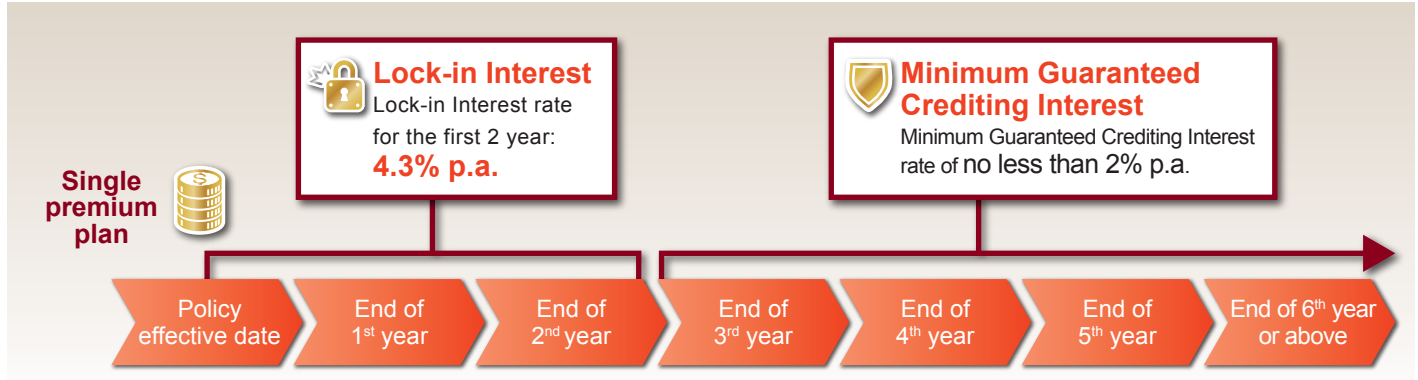 Lock-in Interest
Lock-in Interest rate
for the first 2 year:
4.3% p.a.
Minimum Guaranteed
Crediting Interest
Minimum Guaranteed Crediting Interest
rate of no less than 2% p.a.
Single
premium
plan
$
Policy
effective date
End of
1st year
End of
2nd year
End of
3rd year
End of
4th year
End of
5th year
End of 6th year
or above